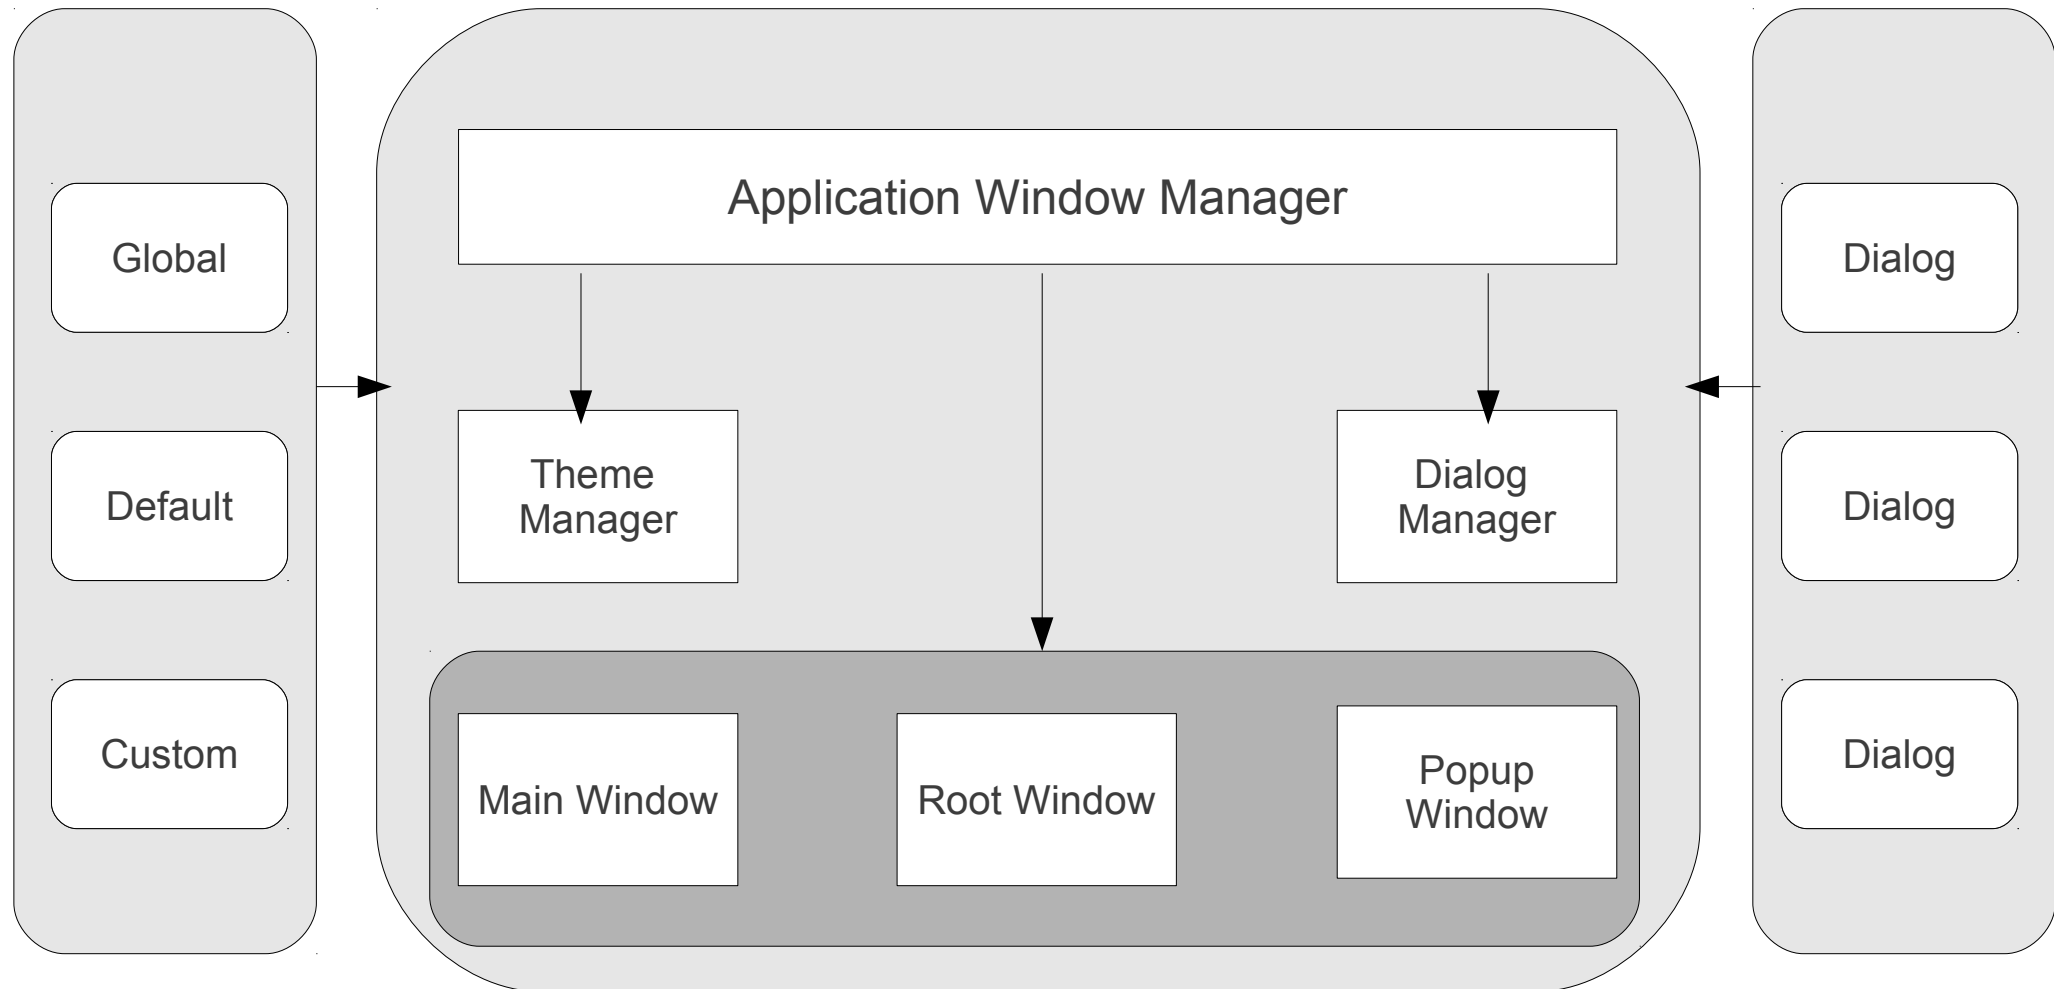 Application Window Manager
Global
Default
Custom
Theme
Manager
Dialog
Manager
Main Window
Root Window
Popup
Window
Dialog
Dialog
Dialog